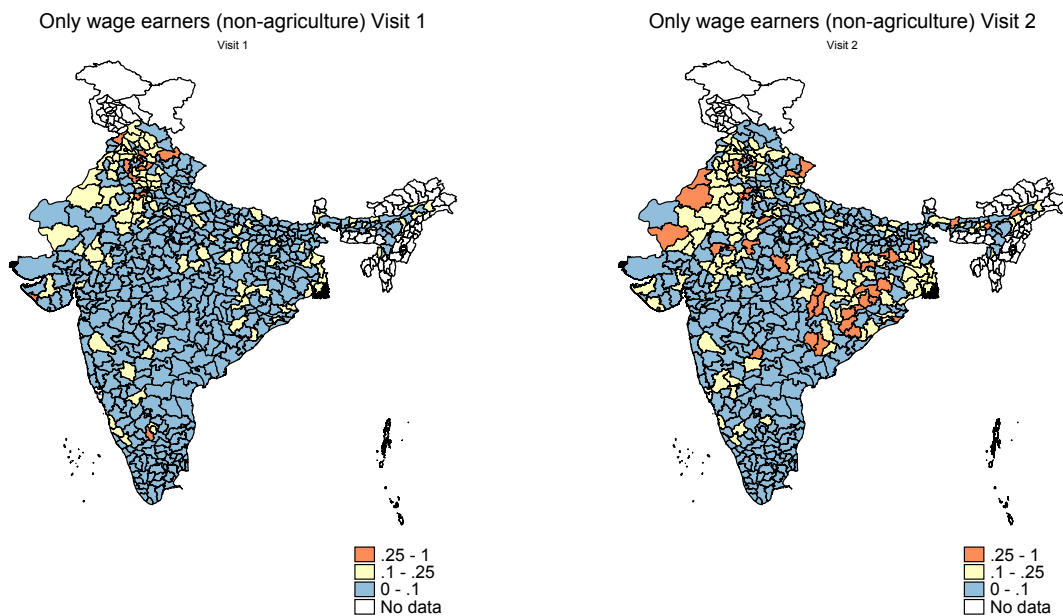 Only wage earners (non-agriculture) Visit 1
Visit 1
.25 - 1
.1 - .25
0 - .1
No data
Only wage earners (non-agriculture) Visit 2
Visit 2
.25 - 1
.1 - .25
0 - .1
No data